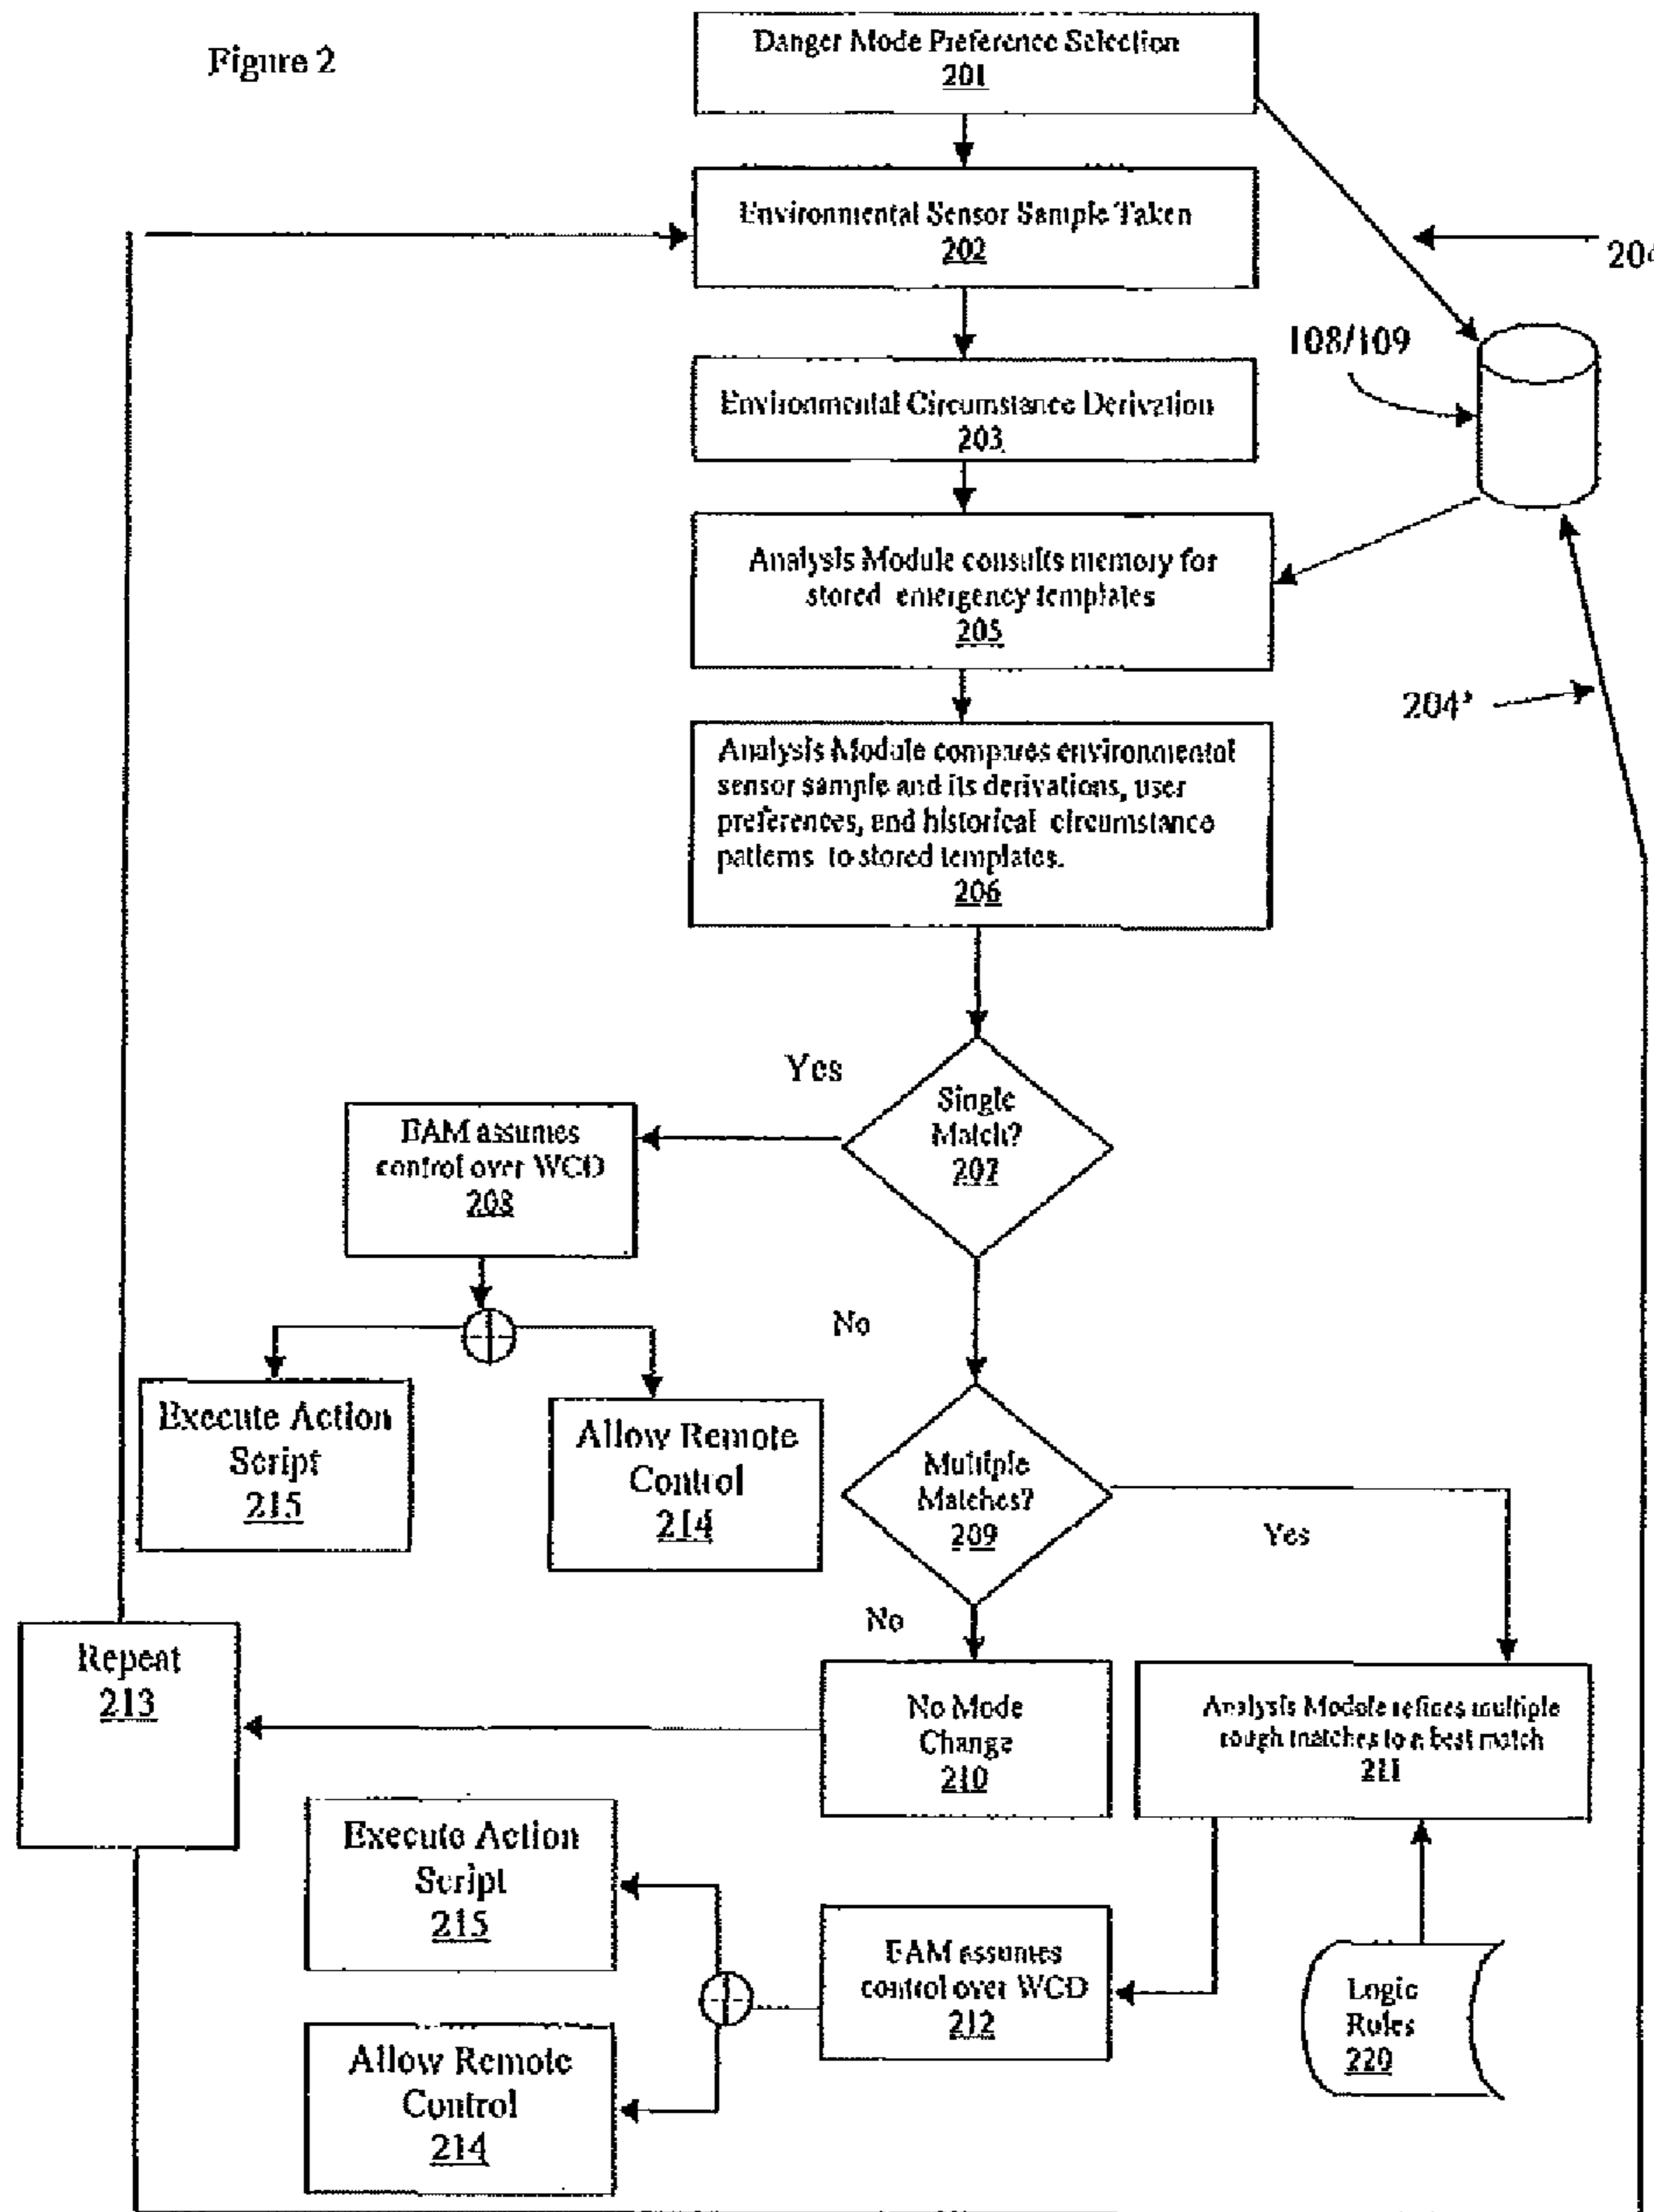 Figure 2
Danger Mode Preference Selection
201
Environmental Sensor Sample Taken
202
204
108/109
Environmental Circumstance Derivation
203
Analysis Module consults memory for
stored emergency templates
205
204'
Analysis Module compares environmental
sensor sample and its derivations, user
preferences, and historical circumstance
patterns to stored templates.
206
Yes
Single
Match?
207
EAM assumes
control over WCD
208
No
Execute Action
Script
215
Allow Remote
Control
214
Multiple
Matches?
209
Yes
No
Repeat
213
No Mode
Change
210
Analysis Module refines multiple
rough matches to a best match
211
Execute Action
Script
215
EAM assumes
control over WCD
212
Logic
Rules
220
Allow Remote
Control
214